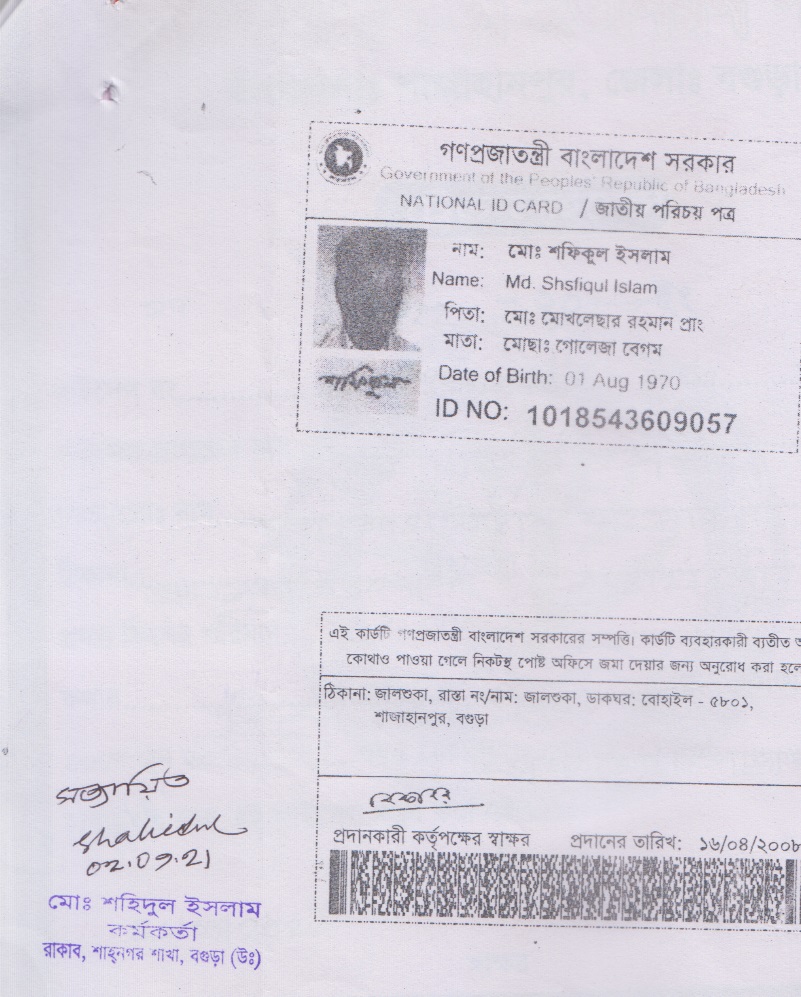 গণপ্রজাতন্ত্রী বাংলাদেশ সরকার
Government of the Peoples' Republic of Bangladesh
NATIONAL ID CARD / জাতীয় পরিচয় পত্র
নাম: মোঃ শফিকুল ইসলাম
Name: Md. Shsfiqul Islam
পিতা: মোঃ মোখলেছার রহমান প্রাং
মাতা: মোছাঃ গোলেজা বেগম
শফিকুল
Date of Birth: 01 Aug 1970
ID NO: 1018543609057
এই কার্ডটি গণপ্রজাতন্ত্রী বাংলাদেশ সরকারের সম্পত্তি। কার্ডটি ব্যবহারকারী ব্যতীত অ
কোথাও পাওয়া গেলে নিকটস্থ পোষ্ট অফিসে জমা দেয়ার জন্য অনুরোধ করা হলে
ঠিকানা: জালশুকা, রাস্তা নং/নাম: জালশুকা, ডাকঘর: বোহাইল - ৫৮০১,
শাজাহানপুর, বগুড়া
প্রদানকারী কর্তৃপক্ষের স্বাক্ষর প্রদানের তারিখ: ১৬/০৪/২০০৮
সত্যায়িত
Shahidul
02.09.21
মোঃ শহিদুল ইসলাম
কর্মকর্তা
রাকাব, শাহ্নগর শাখা, বগুড়া (উঃ)